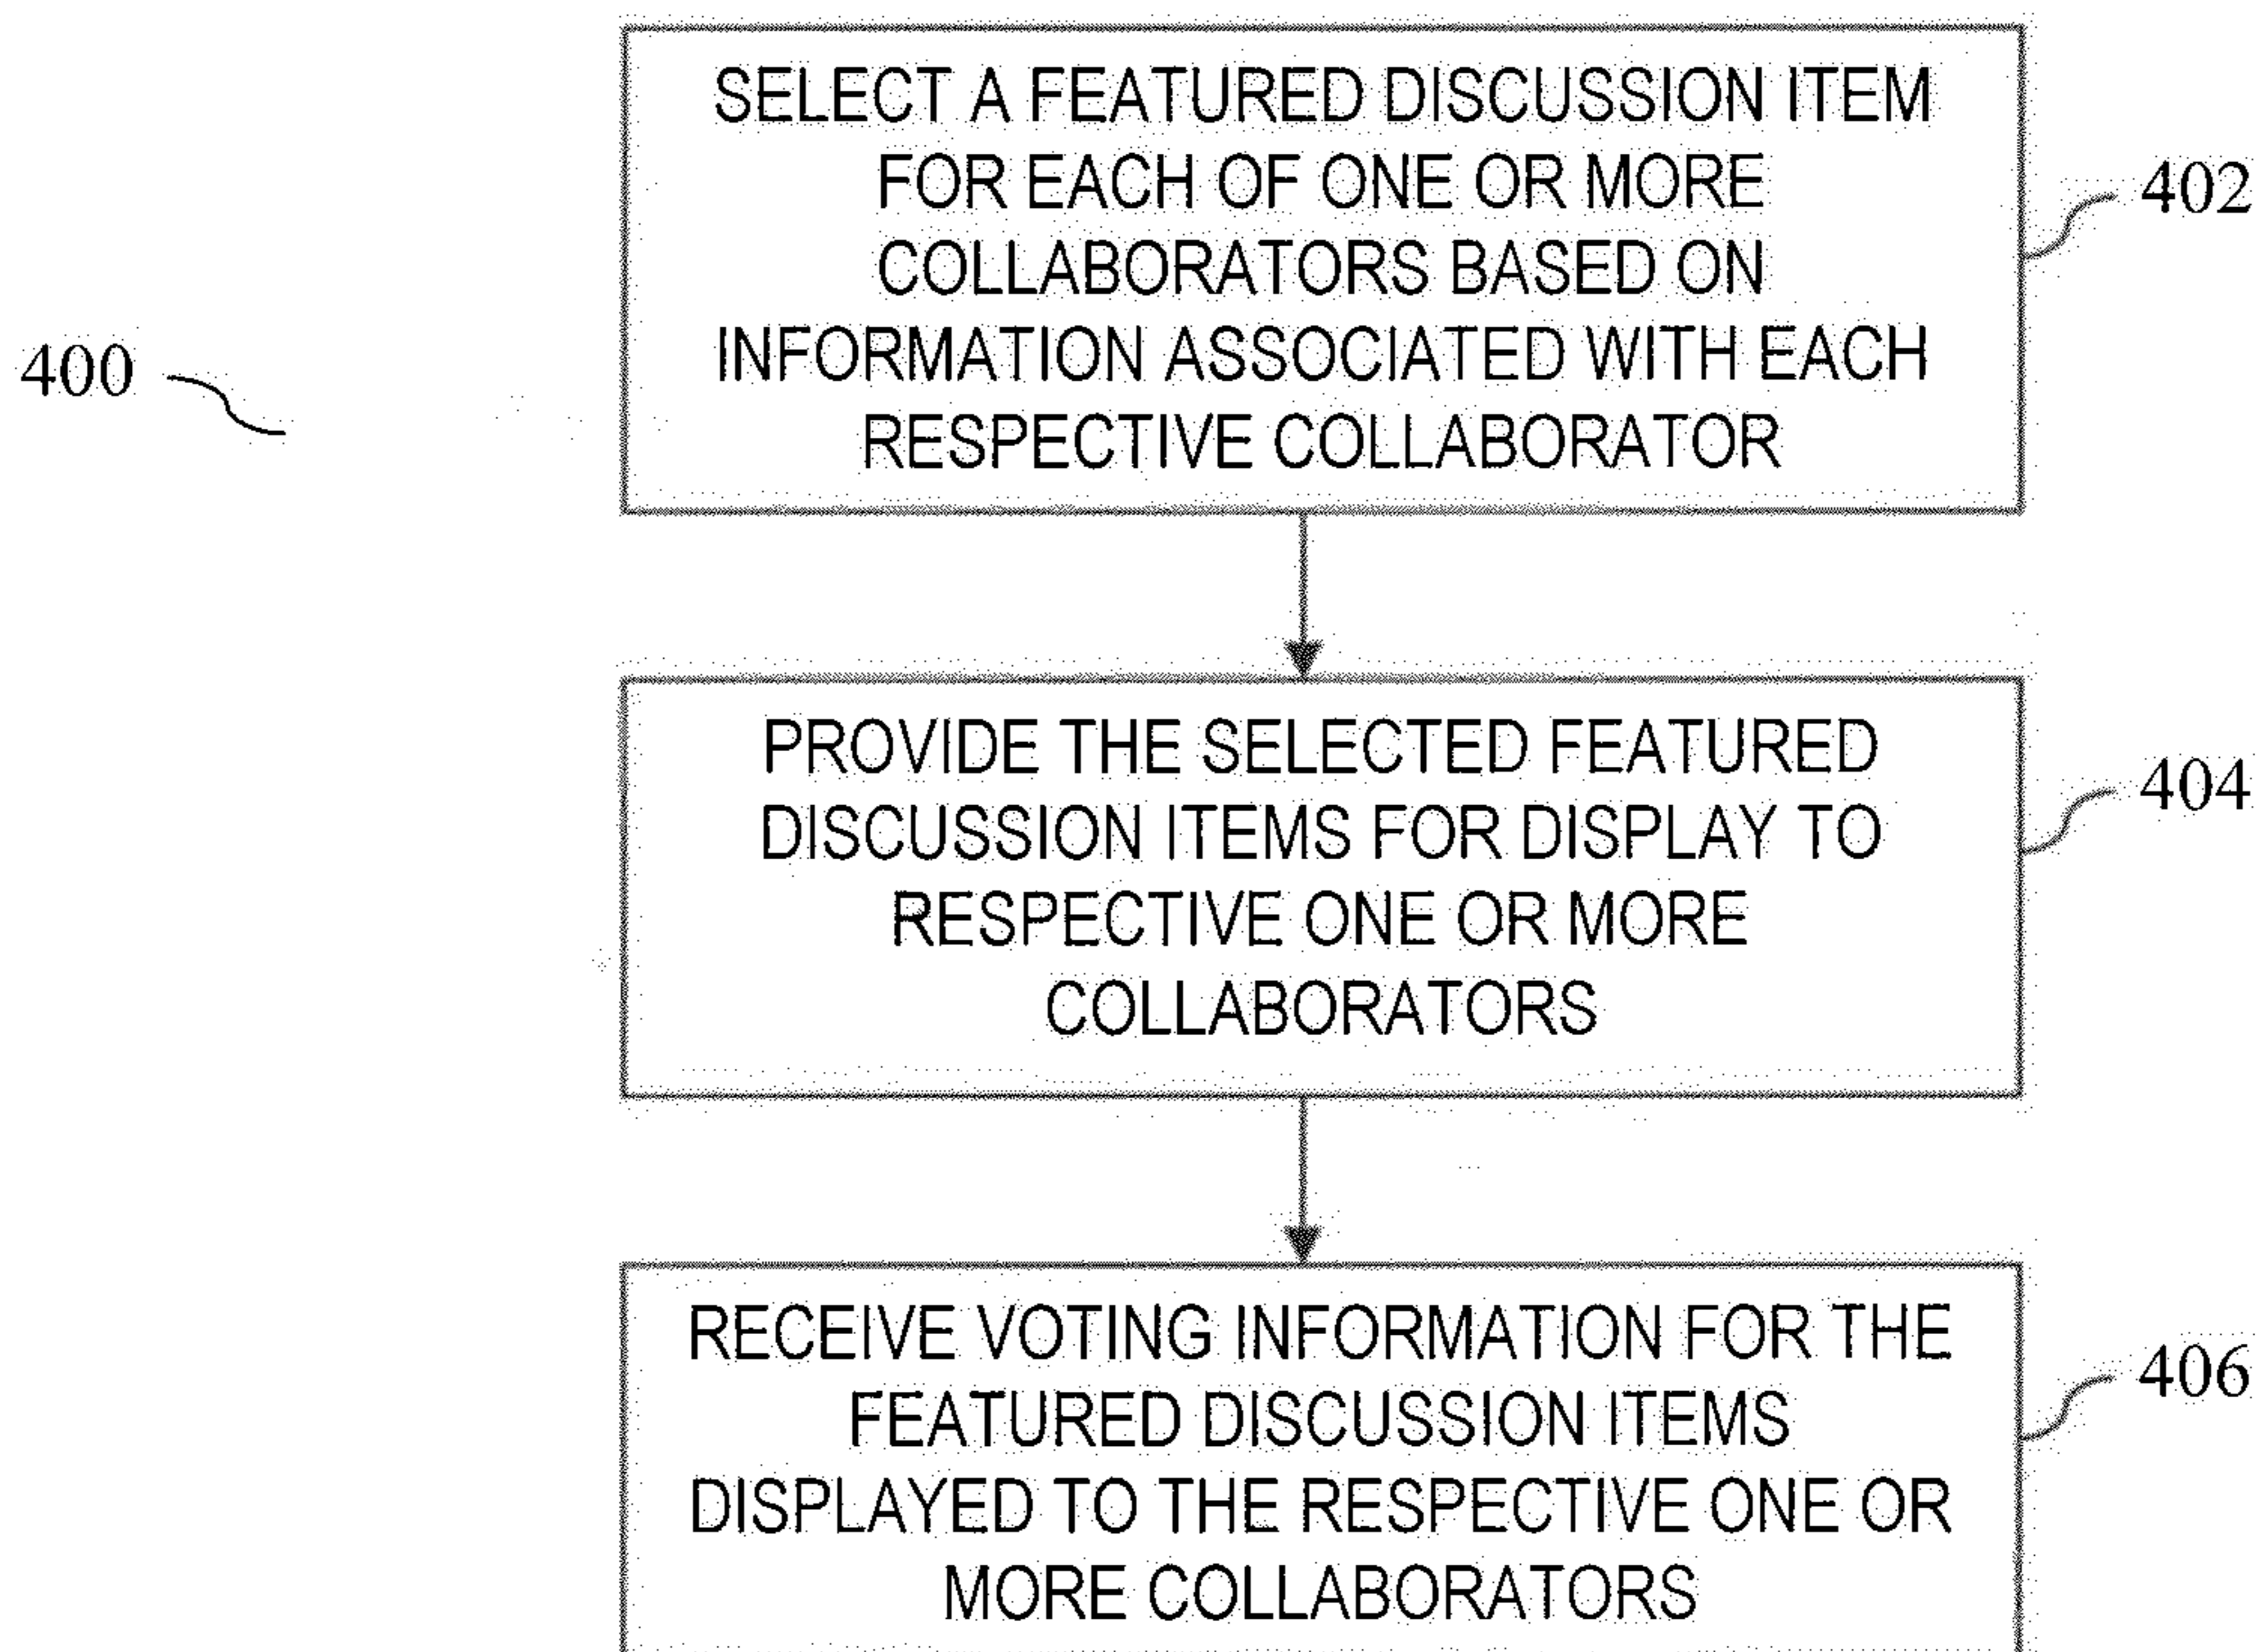 SELECT A FEATURED DISCUSSION ITEM
FOR EACH OF ONE OR MORE
COLLABORATORS BASED ON
INFORMATION ASSOCIATED WITH EACH
RESPECTIVE COLLABORATOR
402
400
PROVIDE THE SELECTED FEATURED
DISCUSSION ITEMS FOR DISPLAY TO
RESPECTIVE ONE OR MORE
COLLABORATORS
404
RECEIVE VOTING INFORMATION FOR THE
FEATURED DISCUSSION ITEMS
DISPLAYED TO THE RESPECTIVE ONE OR
MORE COLLABORATORS
406